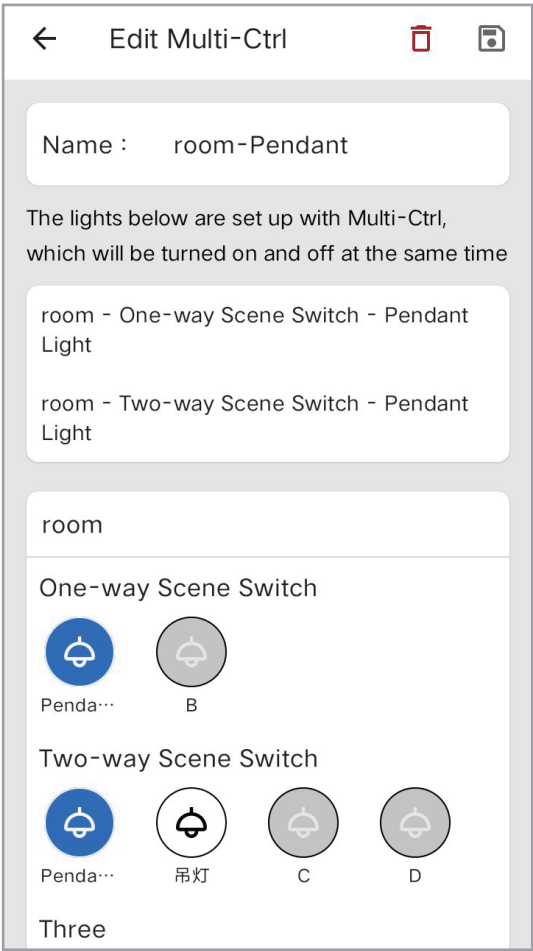 Edit Multi-Ctrl
Name : room-Pendant
The lights below are set up with Multi-Ctrl,
which will be turned on and off at the same time
room - One-way Scene Switch - Pendant
Light
room - Two-way Scene Switch - Pendant
Light
room
One-way Scene Switch
Penda··· B
Two-way Scene Switch
Penda··· 吊灯 C D
Three